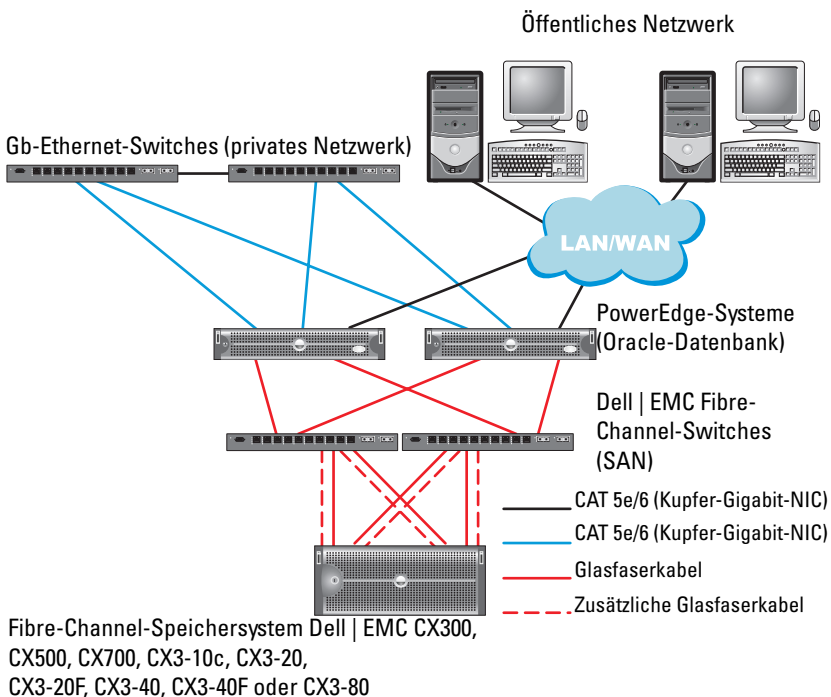 Öffentliches Netzwerk
Gb-Ethernet-Switches (privates Netzwerk)
LAN/WAN
PowerEdge-Systeme
(Oracle-Datenbank)
Dell | EMC Fibre-
Channel-Switches
(SAN)
CAT 5e/6 (Kupfer-Gigabit-NIC)
CAT 5e/6 (Kupfer-Gigabit-NIC)
Glasfaserkabel
Zusätzliche Glasfaserkabel
Fibre-Channel-Speichersystem Dell | EMC CX300,
CX500, CX700, CX3-10c, CX3-20,
CX3-20F, CX3-40, CX3-40F oder CX3-80